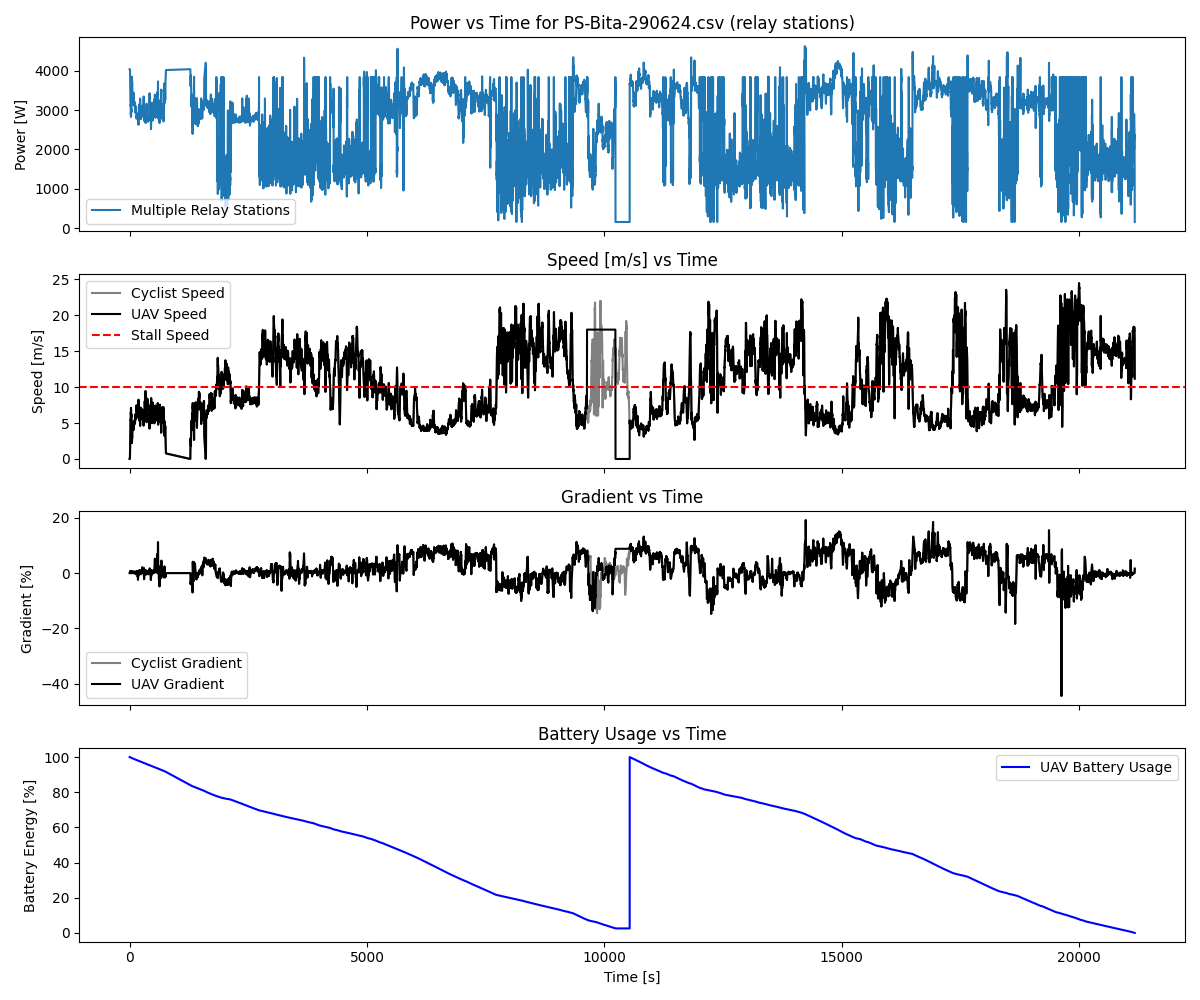 Power vs Time for PS-Bita-290624.csv (relay stations)
Power [W]
4000
3000
2000
1000
0
Multiple Relay Stations
Speed [m/s] vs Time
Speed [m/s]
25
20
15
10
5
0
Cyclist Speed
UAV Speed
Stall Speed
Gradient vs Time
Gradient [%]
20
0
−20
−40
Cyclist Gradient
UAV Gradient
Battery Usage vs Time
Battery Energy [%]
100
80
60
40
20
0
UAV Battery Usage
0 5000 10000 15000 20000
Time [s]